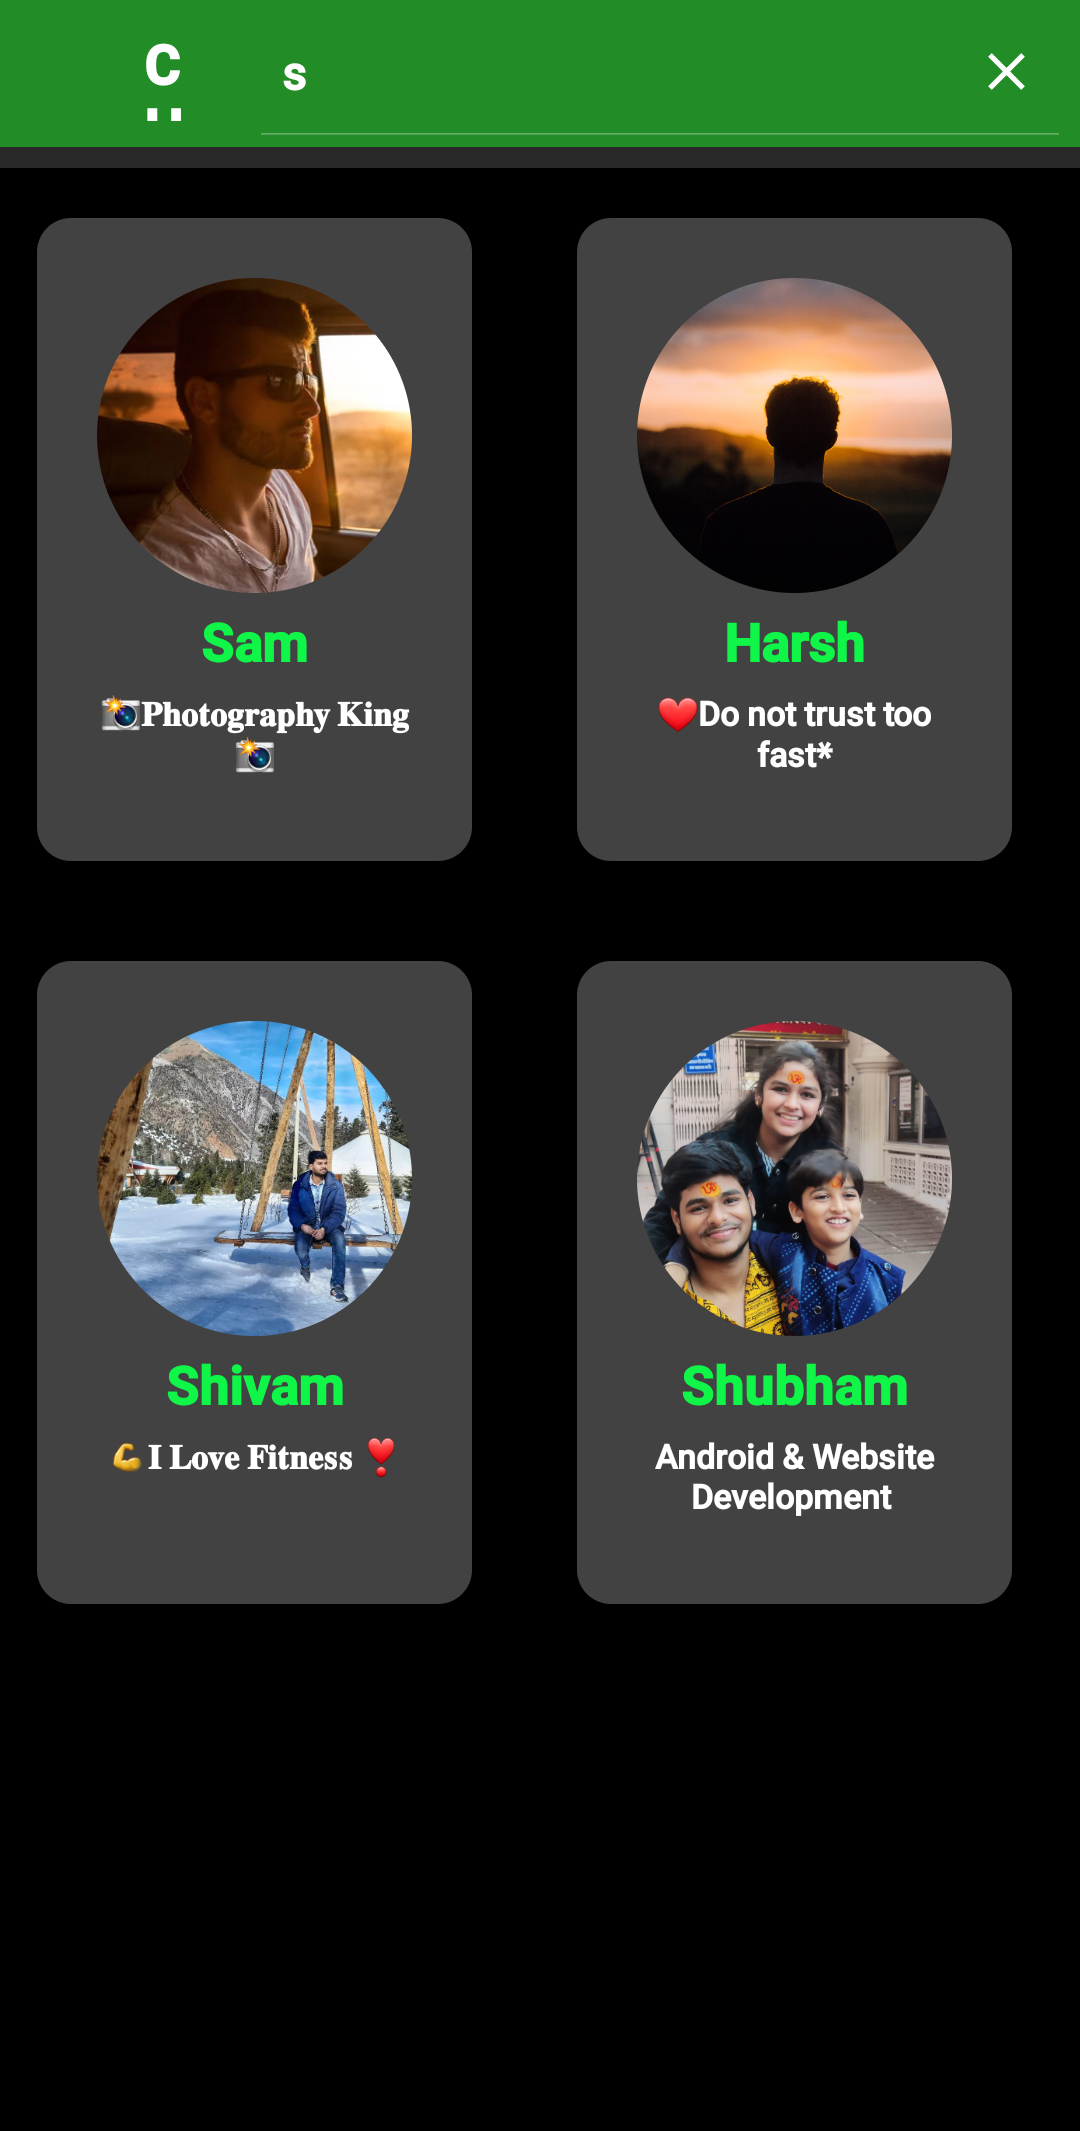 C
..
s
Sam
Harsh
📸Photography King
📸
❤️Do not trust too
fast*
Shivam
Shubham
💪I Love Fitness ❣️
Android & Website
Development